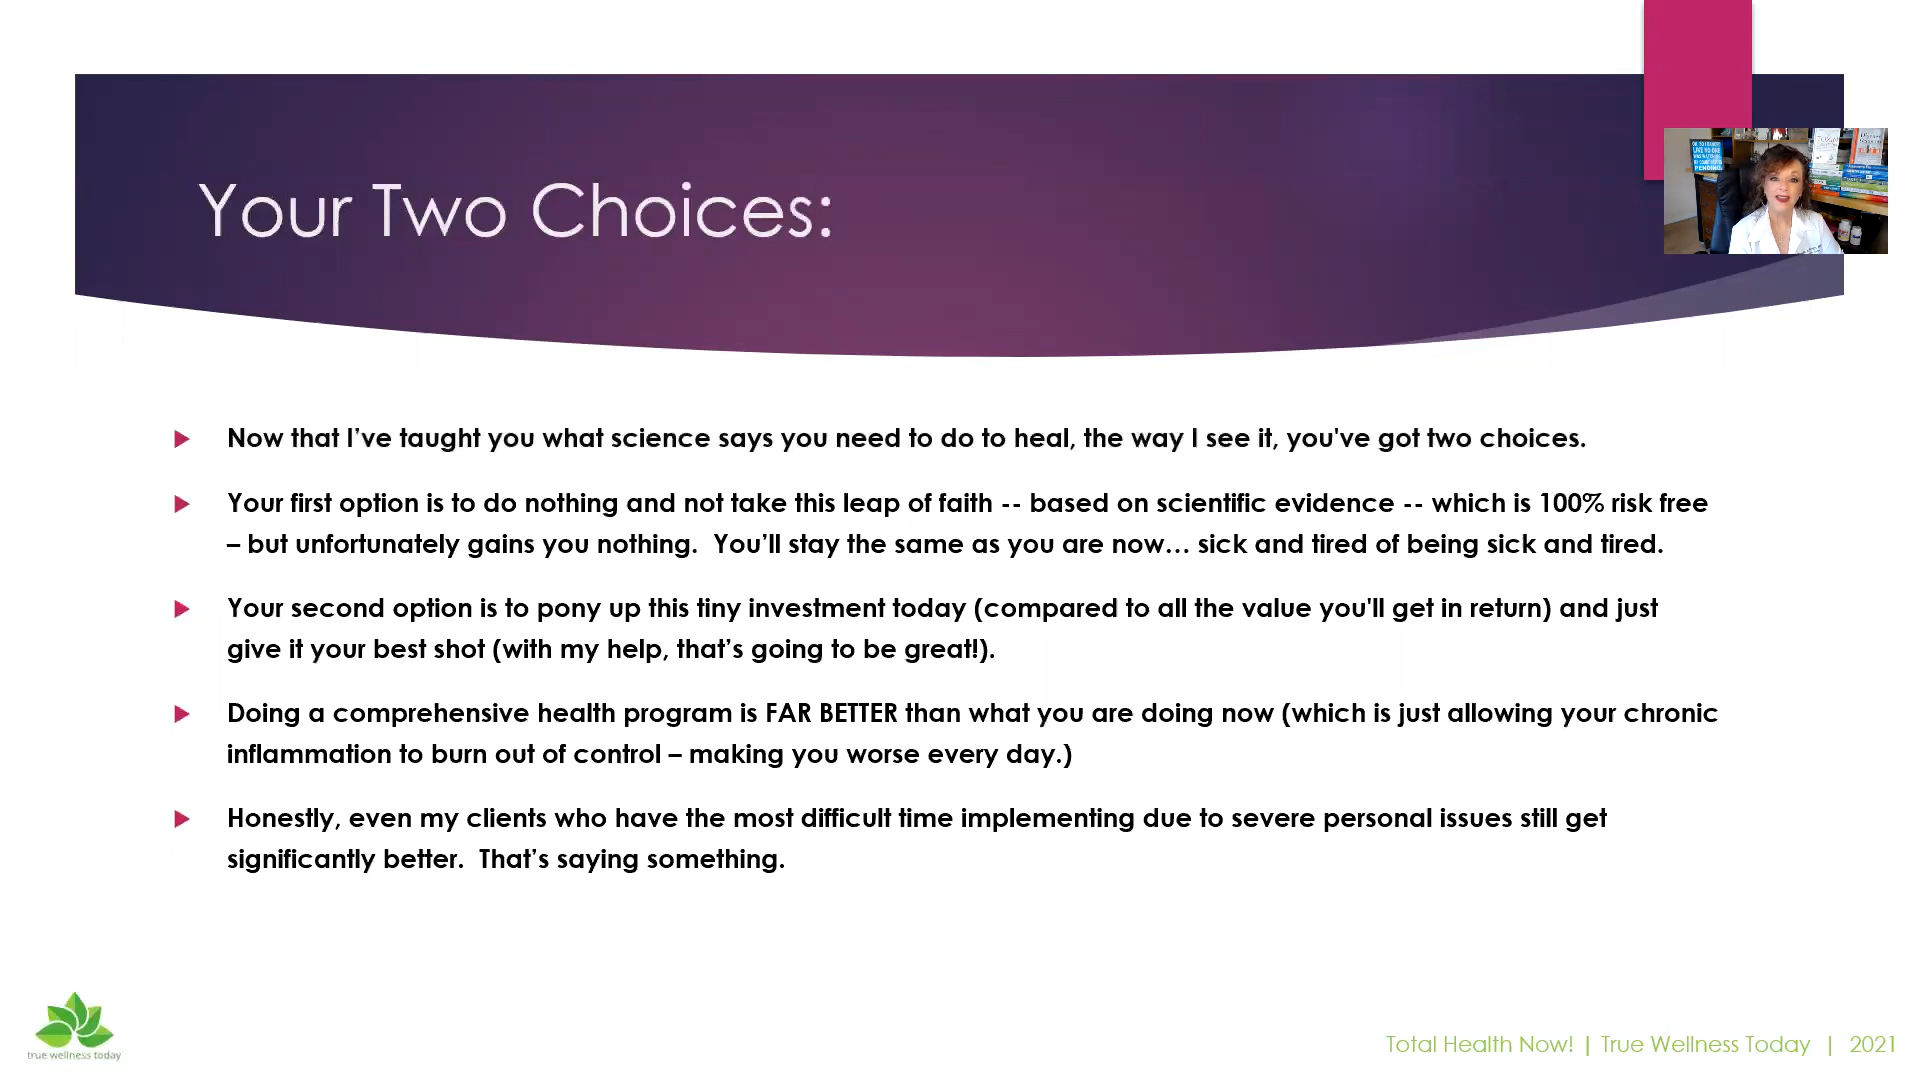 Your Two Choices:
Now that I’ve taught you what science says you need to do to heal, the way I see it, you've got two choices.
Your first option is to do nothing and not take this leap of faith -- based on scientific evidence -- which is 100% risk free
– but unfortunately gains you nothing.  You’ll stay the same as you are now… sick and tired of being sick and tired.
Your second option is to pony up this tiny investment today (compared to all the value you'll get in return) and just
give it your best shot (with my help, that’s going to be great!).
Doing a comprehensive health program is FAR BETTER than what you are doing now (which is just allowing your chronic
inflammation to burn out of control – making you worse every day.)
Honestly, even my clients who have the most difficult time implementing due to severe personal issues still get
significantly better.  That’s saying something.
true wellness today
Total Health Now! | True Wellness Today | 2021